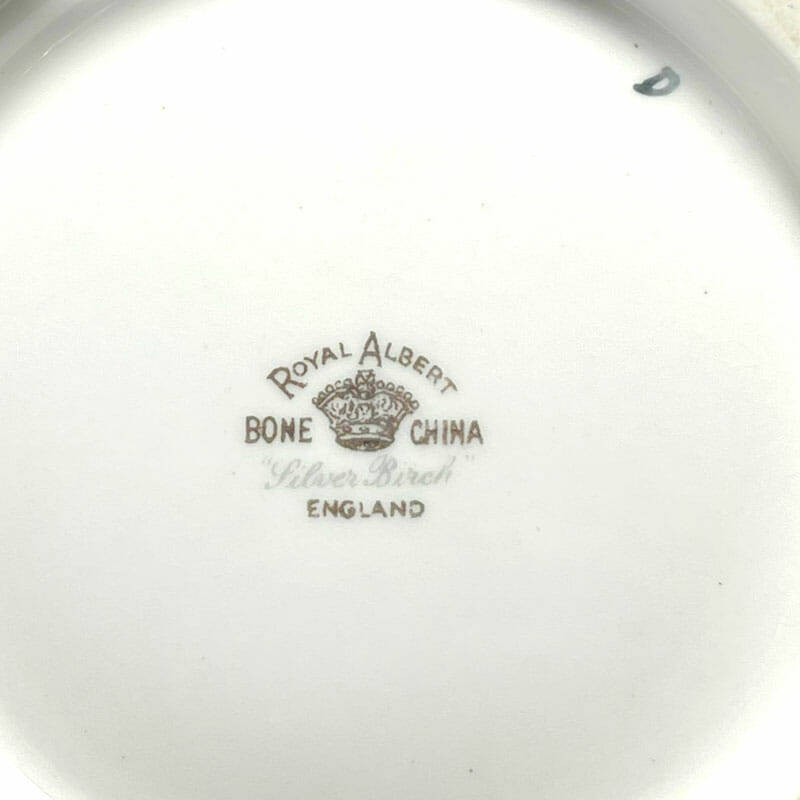 D
ROYAL ALBERT
BONE CHINA
"Silver Birch"
ENGLAND